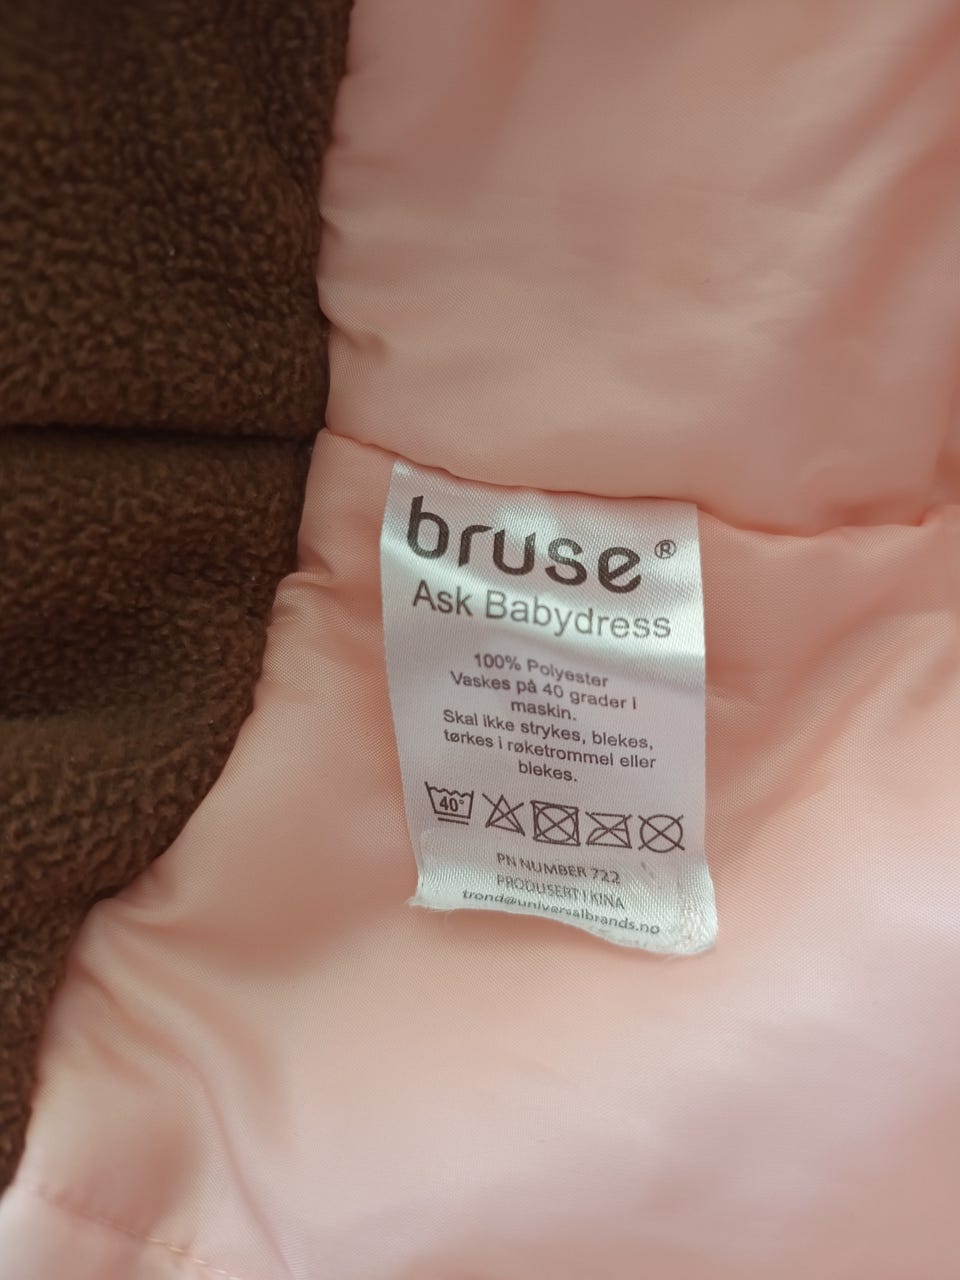 bruse®
Ask Babydress
100% Polyester
Vaskes på 40 grader i
maskin.
Skal ikke strykes, blekes,
tørkes i røketrommel eller
blekes.
40°
PN NUMBER 722
PRODUSERT I KINA
trond@universalbrands.no